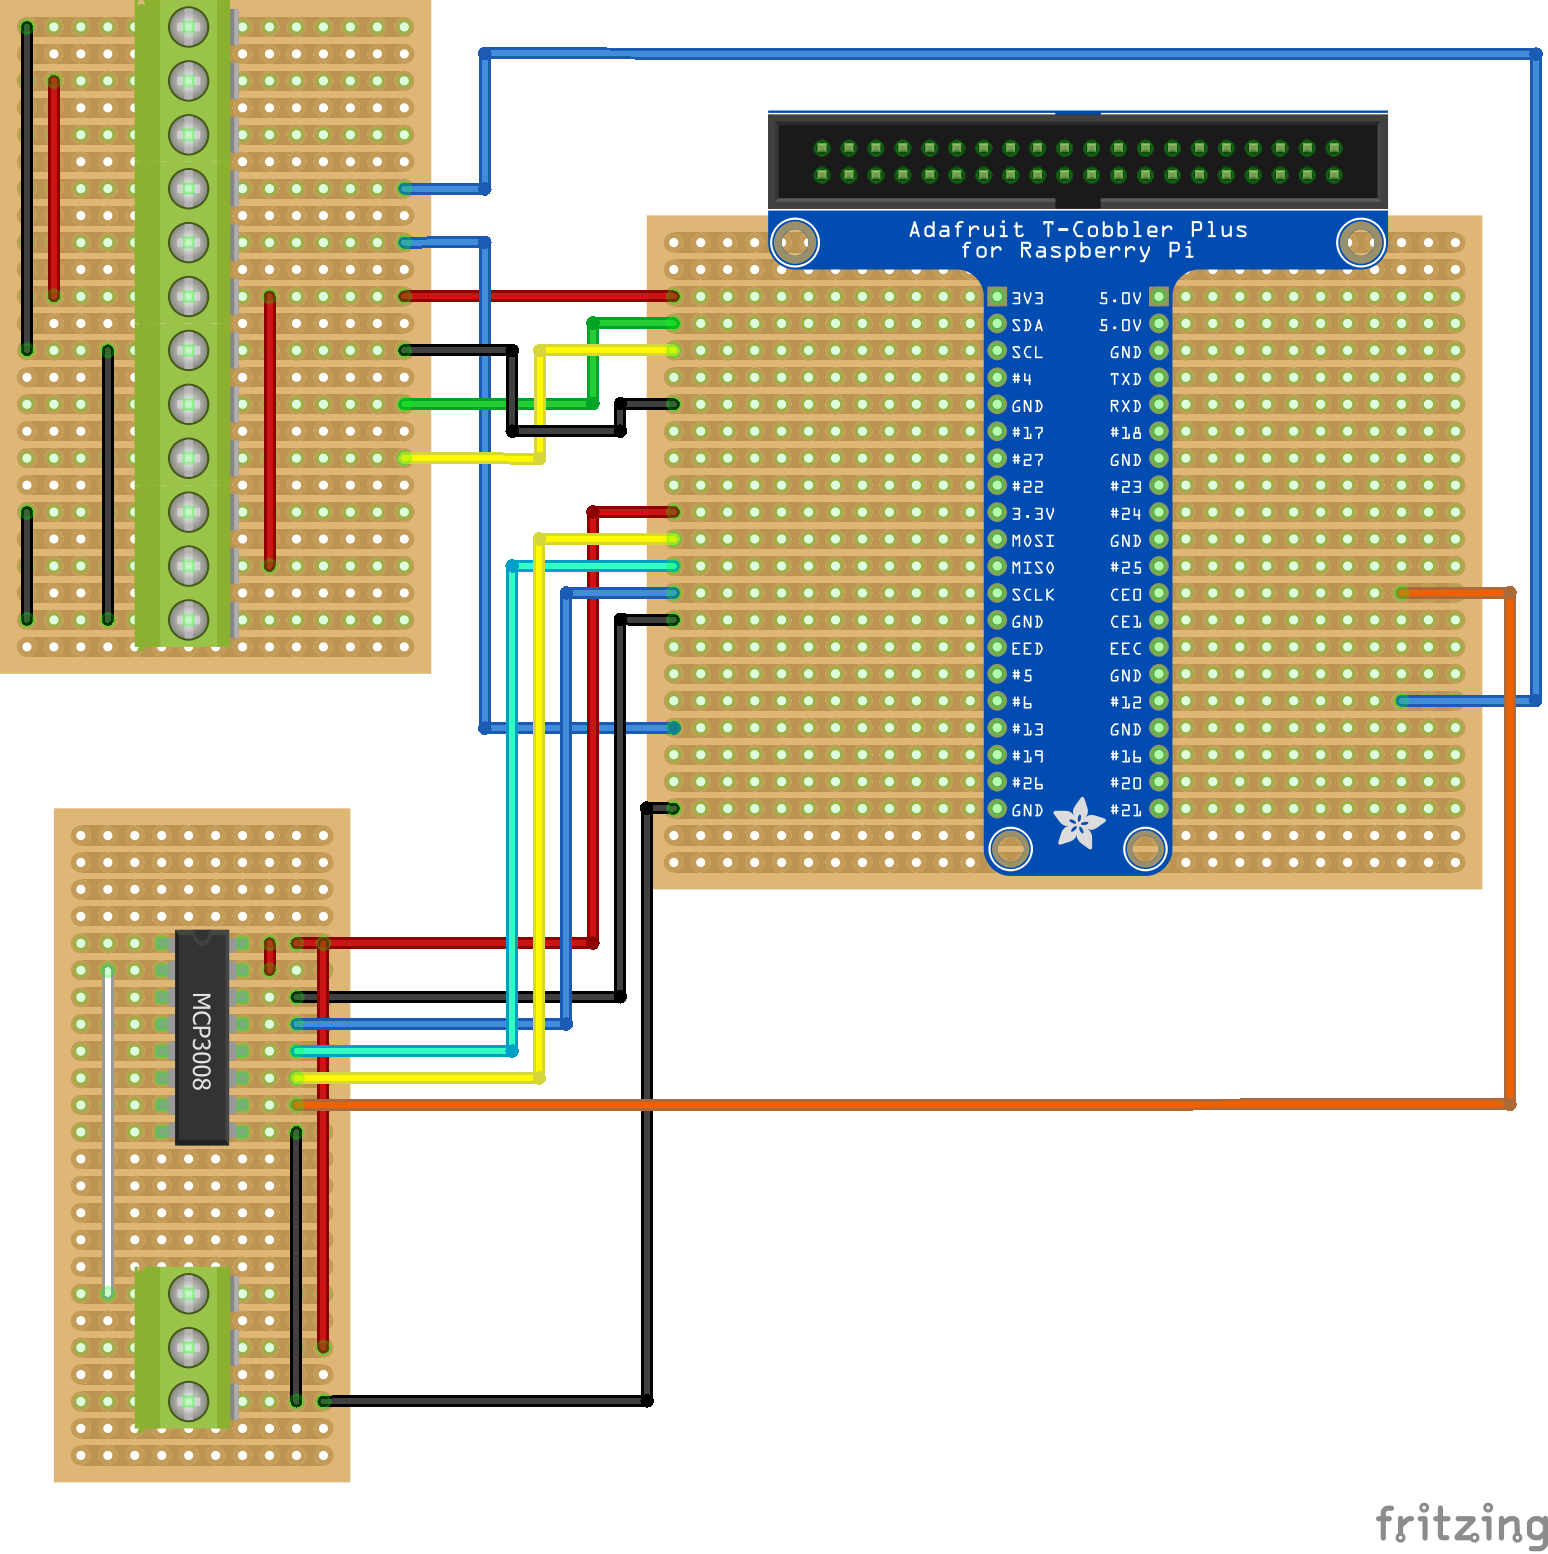 Adafruit T-Cobbler Plus
for Raspberry Pi
3V3 5.0V
SDA 5.0V
SCL GND
#4 TXD
GND RXD
#17 #18
#27 GND
#22 #23
3.3V #24
MOSI GND
MISO #25
SCLK CE0
GND CE1
EED EEC
#5 GND
#6 #12
#13 GND
#19 #16
#26 #20
GND #21
MCP3008
fritzing